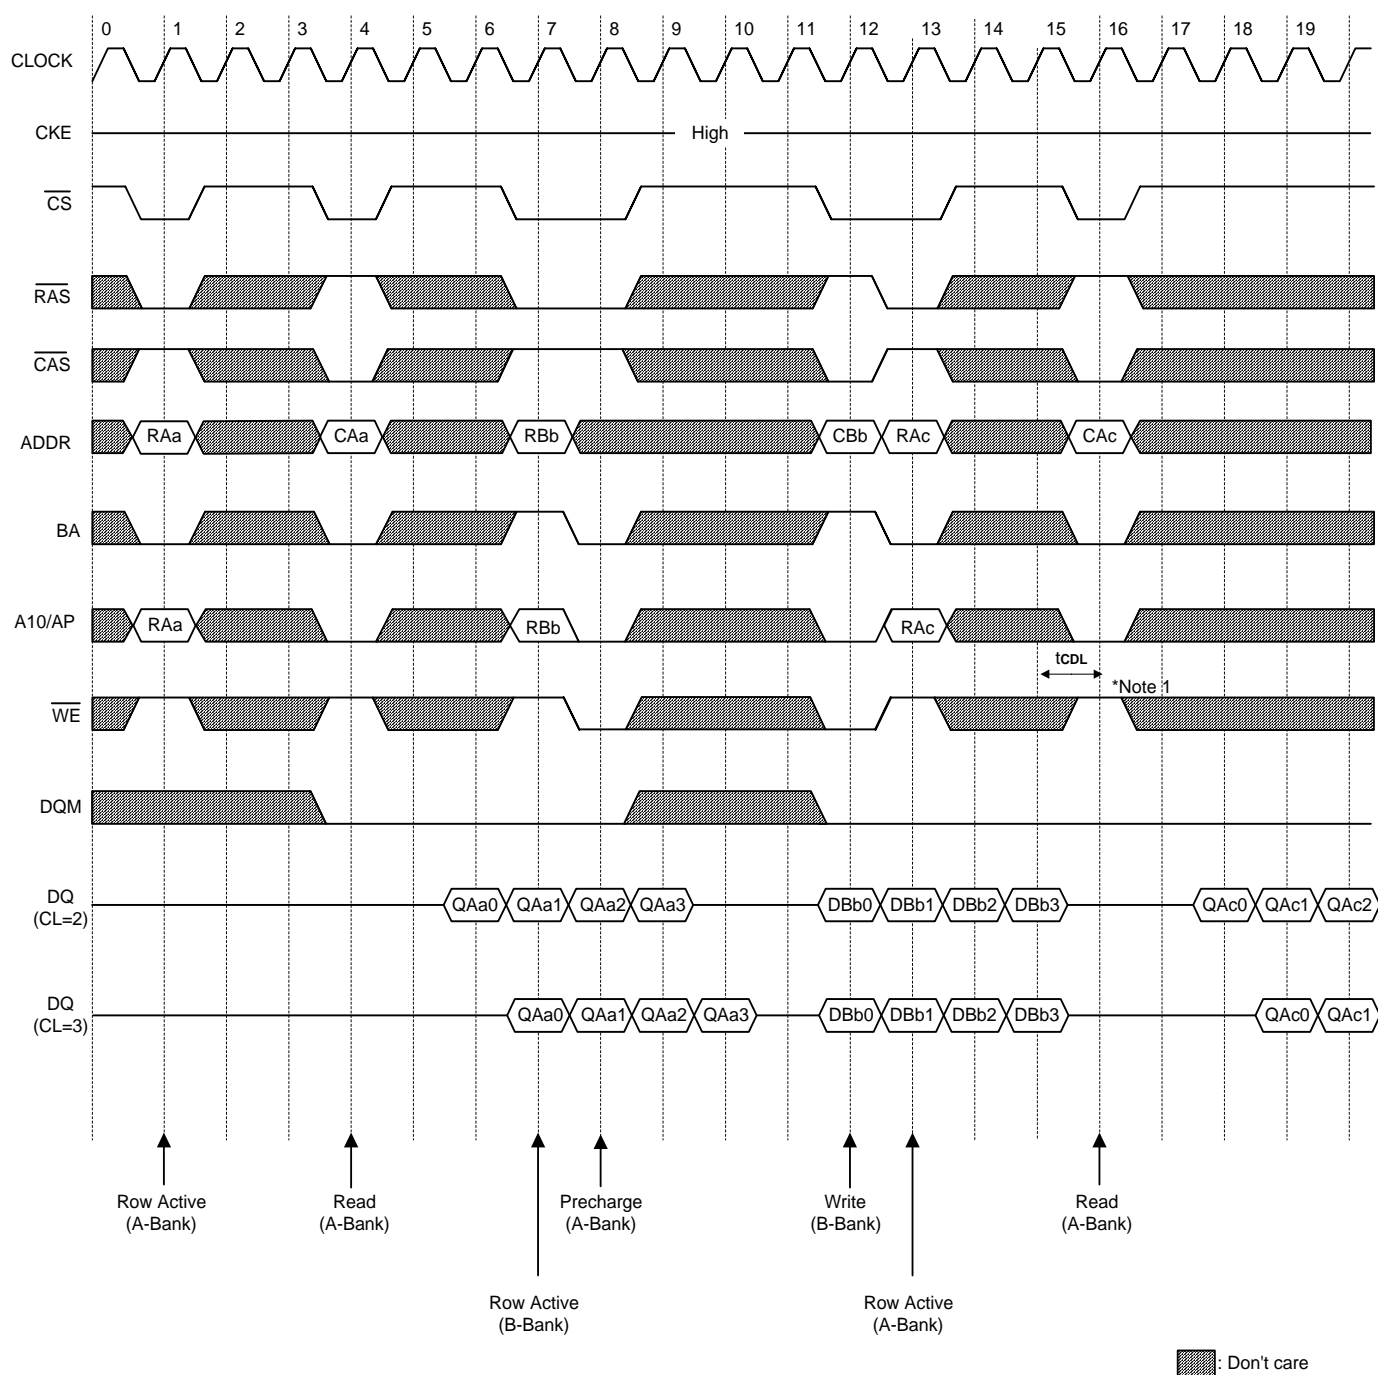 0 1 2 3 4 5 6 7 8 9 10 11 12 13 14 15 16 17 18 19
CLOCK
CKE
High
CS
RAS
CAS
ADDR
RAa CAa RBb CBb RAc CAc
BA
A10/AP
RAa RBb RAc
tCDL
*Note 1
WE
DQM
DQ
(CL=2)
QAa0 QAa1 QAa2 QAa3 DBb0 DBb1 DBb2 DBb3 QAc0 QAc1 QAc2
DQ
(CL=3)
QAa0 QAa1 QAa2 QAa3 DBb0 DBb1 DBb2 DBb3 QAc0 QAc1
Row Active
(A-Bank)
Read
(A-Bank)
Precharge
(A-Bank)
Write
(B-Bank)
Read
(A-Bank)
Row Active
(B-Bank)
Row Active
(A-Bank)
: Don't care